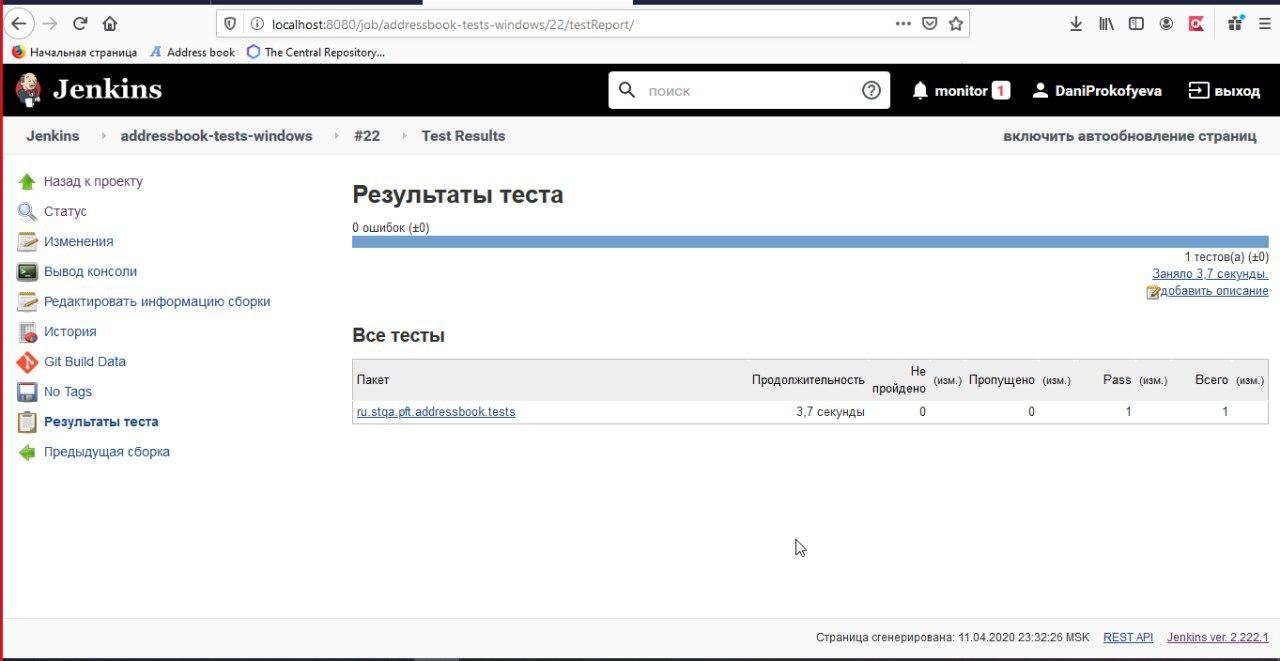 localhost:8080/job/addressbook-tests-windows/22/testReport/
Начальная страница Address book The Central Repository...
Jenkins поиск monitor 1 DaniProkofyeva выход
Jenkins addressbook-tests-windows #22 Test Results включить автообновление страниц
Назад к проекту
Статус
Изменения
Вывод консоли
Редактировать информацию сборки
История
Git Build Data
No Tags
Результаты теста
Предыдущая сборка
Результаты теста
0 ошибок (±0)
1 тестов(а) (±0)
Заняло 3,7 секунды.
добавить описание
Все тесты
Пакет Продолжительность Не пройдено (изм.) Пропущено (изм.) Pass (изм.) Всего (изм.)
ru.stqa.pft.addressbook.tests 3,7 секунды 0 0 1 1
Страница сгенерирована: 11.04.2020 23:32:26 MSK REST API Jenkins ver. 2.222.1